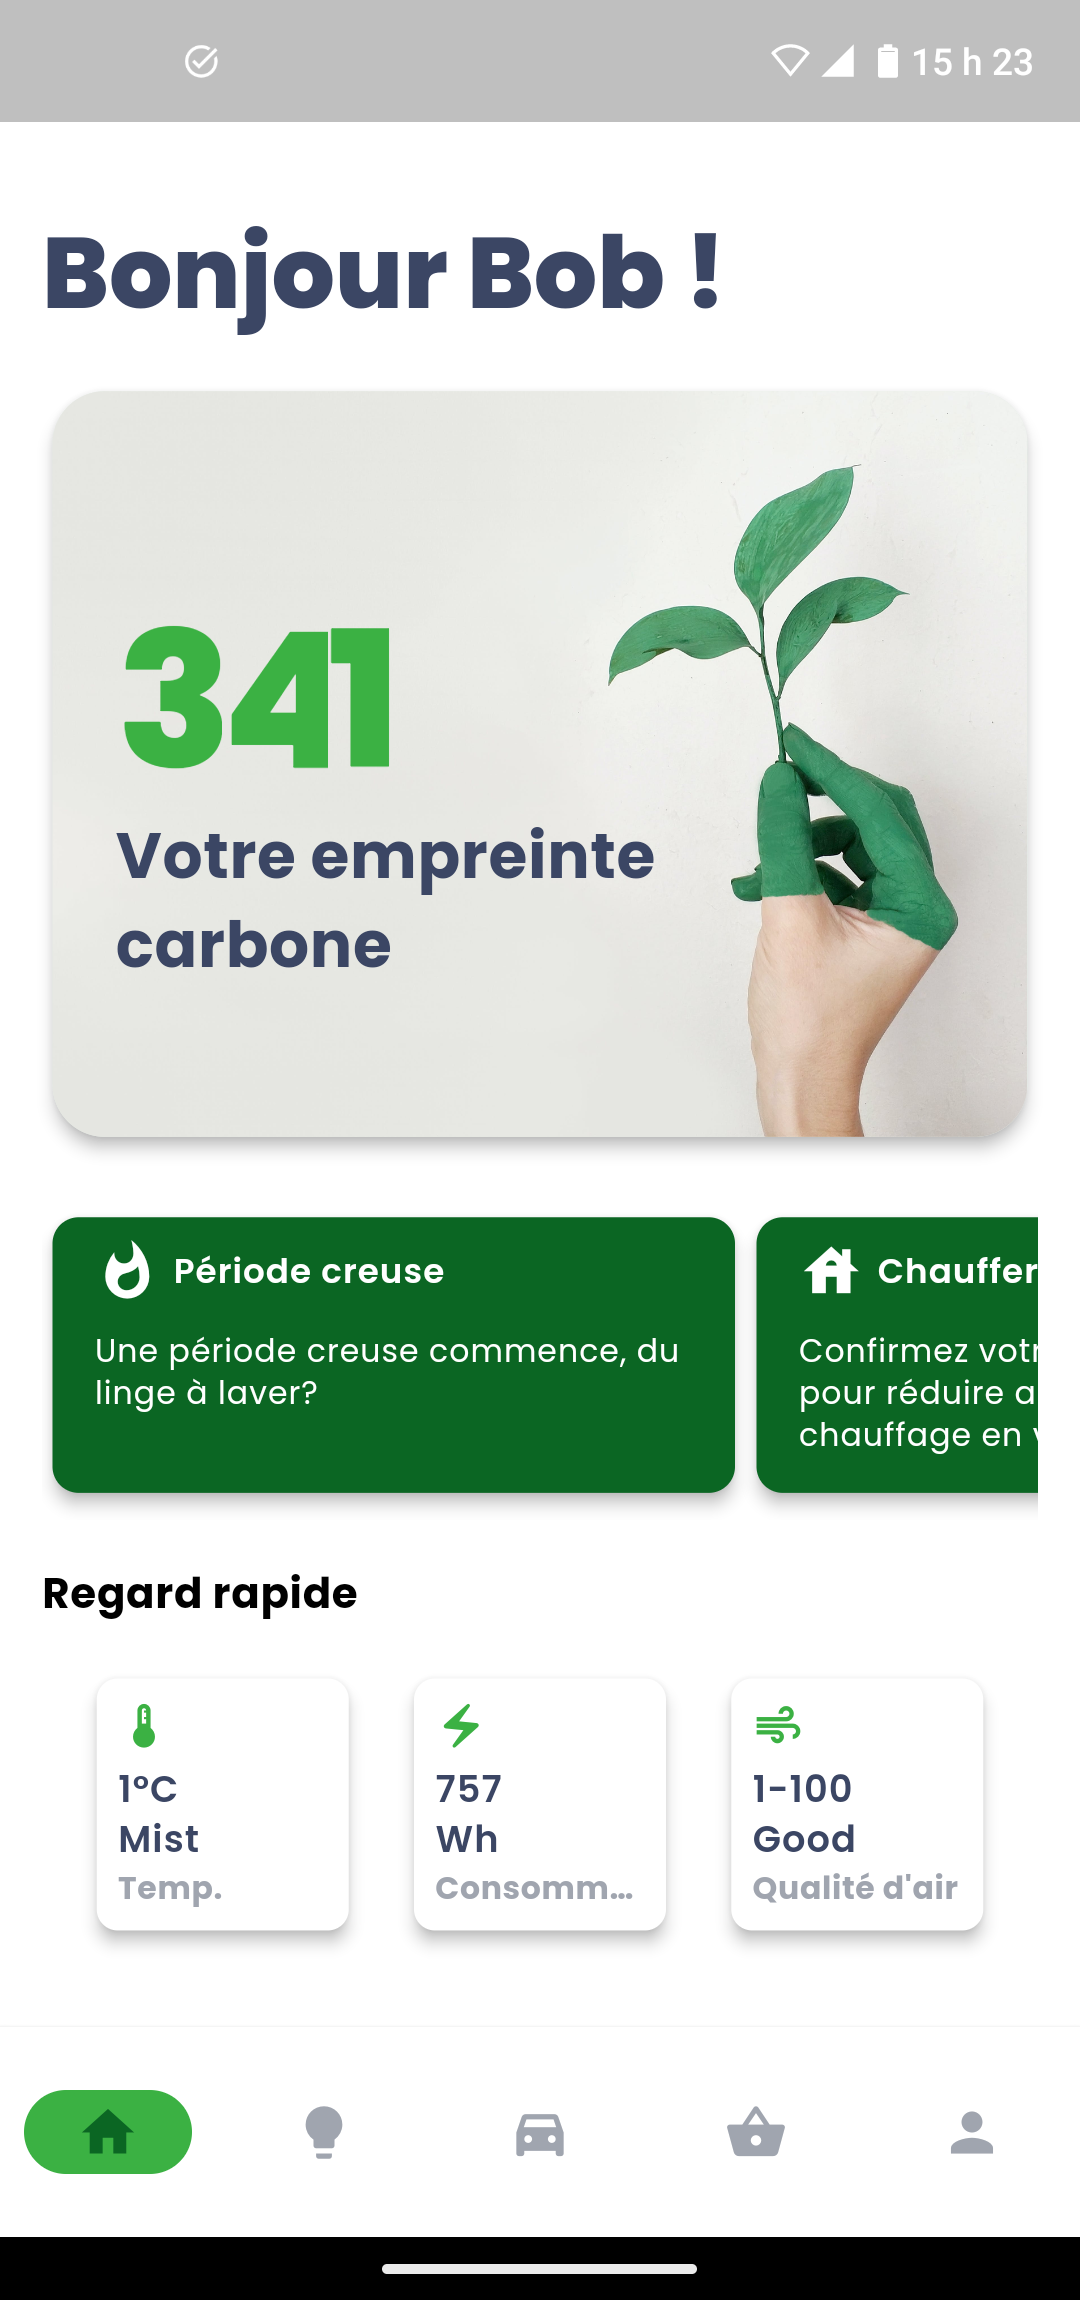 15 h 23
Bonjour Bob !
341
Votre empreinte
carbone
Période creuse
Une période creuse commence, du
linge à laver?
Chauffer
Confirmez votr
pour réduire a
chauffage en
Regard rapide
1°C
Mist
Temp.
757
Wh
Consomm...
1-100
Good
Qualité d'air